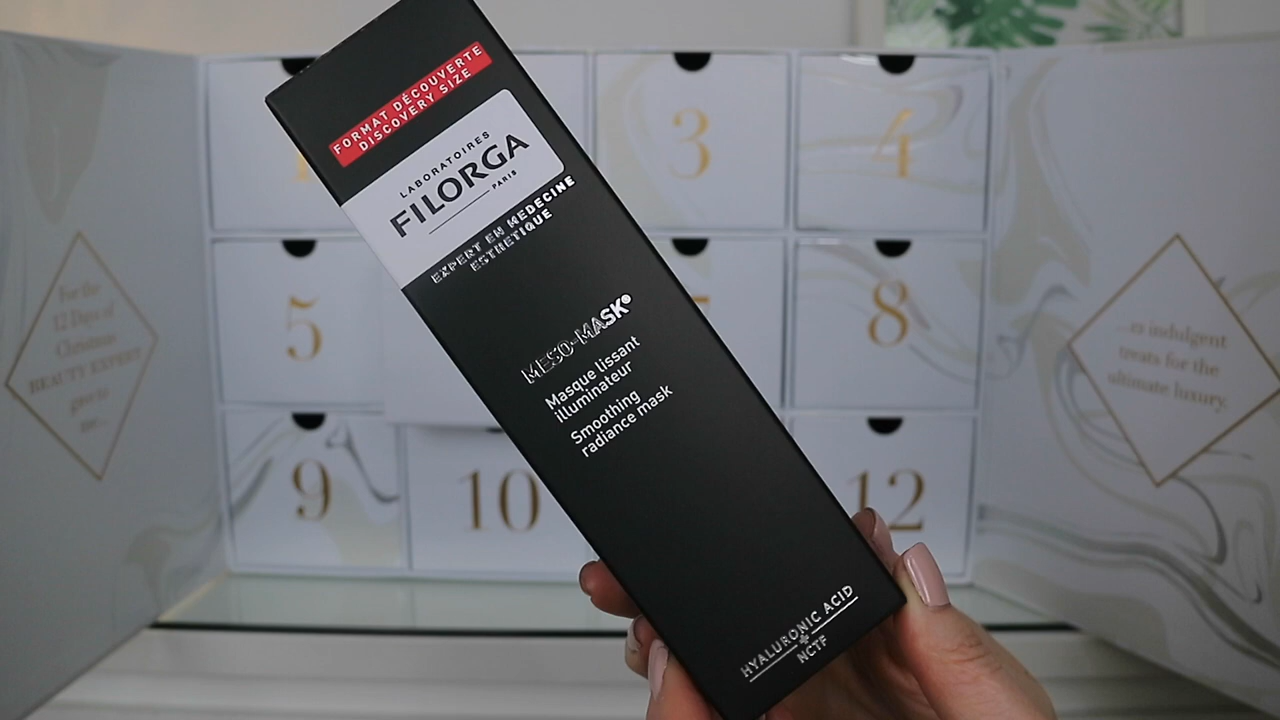 FORMAT DÉCOUVERTE
DISCOVERY SIZE
LABORATOIRES
FILORGA
PARIS
EXPERT EN MEDECINE
ESTHETIQUE
MESO-MASK®
Masque lissant
illuminateur
Smoothing
radiance mask
HYALURONIC ACID
+
NCTF
3
4
5
8
9
10
12
For the
12 Days of
Christmas
BEAUTY EXPERT
gave to
me...
...12 indulgent
treats for the
ultimate luxury.